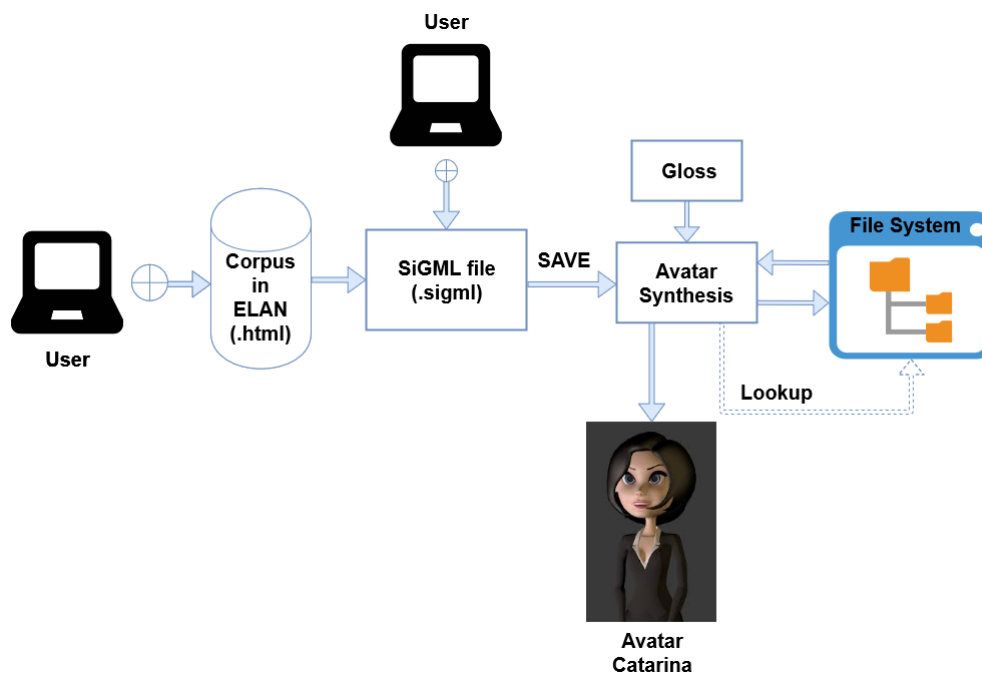 User
User
Corpus
in
ELAN
(.html)
SiGML file
(.sigml)
SAVE
Gloss
Avatar
Synthesis
File System
Lookup
Avatar
Catarina